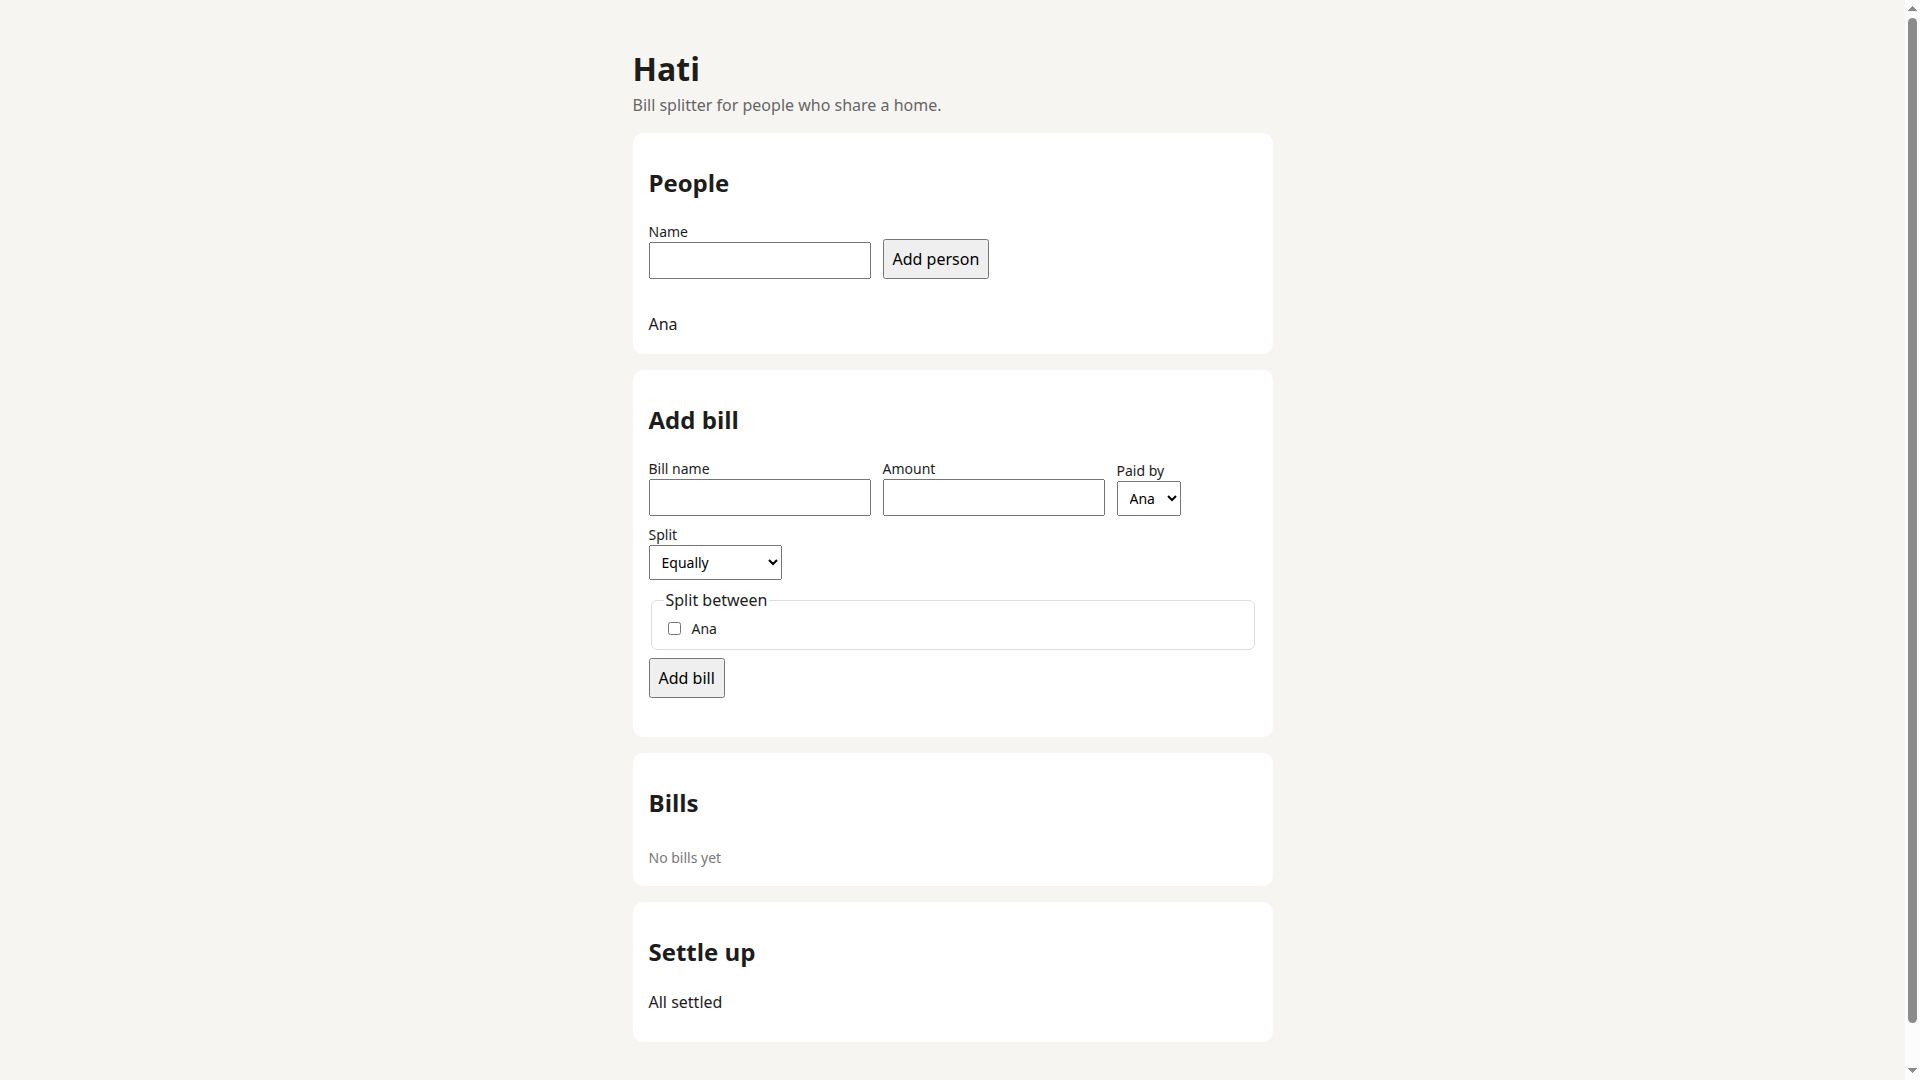 Hati
Bill splitter for people who share a home.
People
Name
Add person
Ana
Add bill
Bill name Amount Paid by
Ana
Split
Equally
Split between
Ana
Add bill
Bills
No bills yet
Settle up
All settled